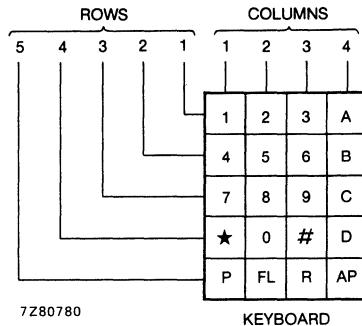 ROWS COLUMNS
5 4 3 2 1 1 2 3 4
1 2 3 A
4 5 6 B
7 8 9 C
★ 0 # D
P FL R AP
7Z80780
KEYBOARD